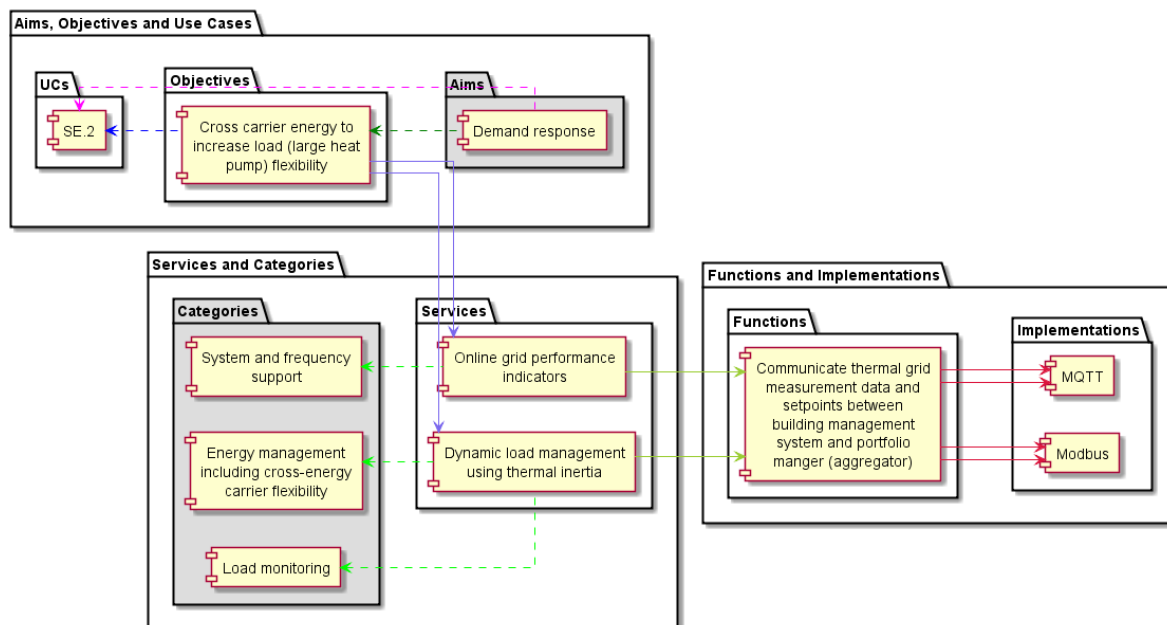 Aims, Objectives and Use Cases
UCs
SE.2
Objectives
Cross carrier energy to
increase load (large heat
pump) flexibility
Aims
Demand response
Services and Categories
Categories
System and frequency
support
Energy management
including cross-energy
carrier flexibility
Load monitoring
Services
Online grid performance
indicators
Dynamic load management
using thermal inertia
Functions and Implementations
Functions
Communicate thermal grid
measurement data and
setpoints between
building management
system and portfolio
manger (aggregator)
Implementations
MQTT
Modbus